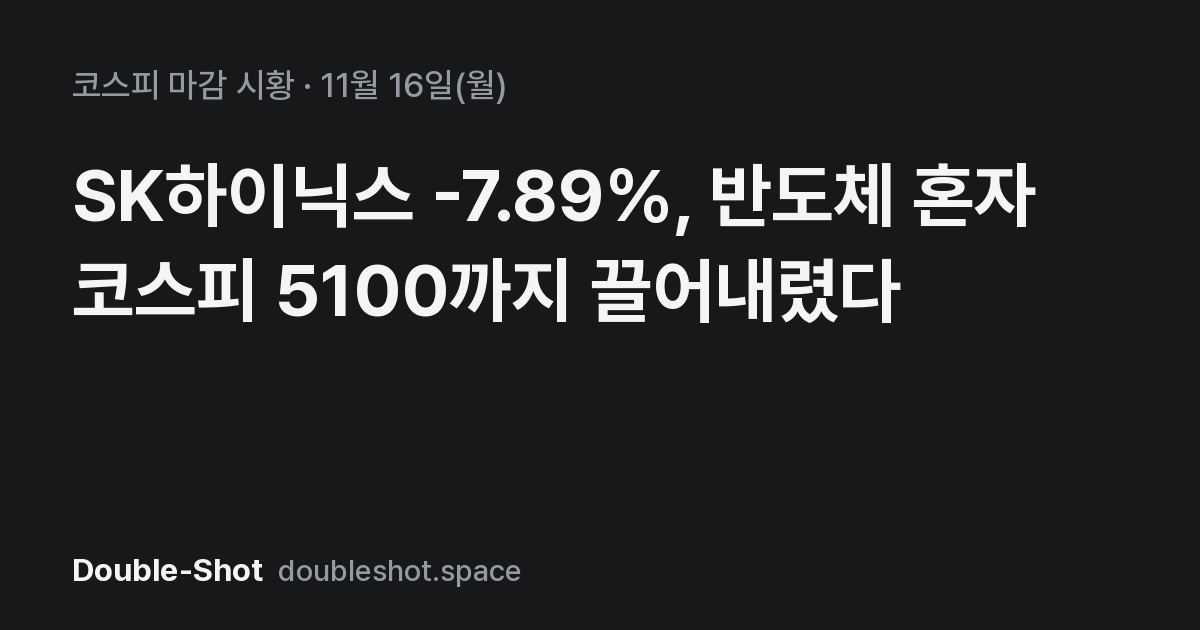 코스피 마감 시황 · 11월 16일(월)
SK하이닉스 -7.89%, 반도체 혼자
코스피 5100까지 끌어내렸다
Double-Shot doubleshot.space